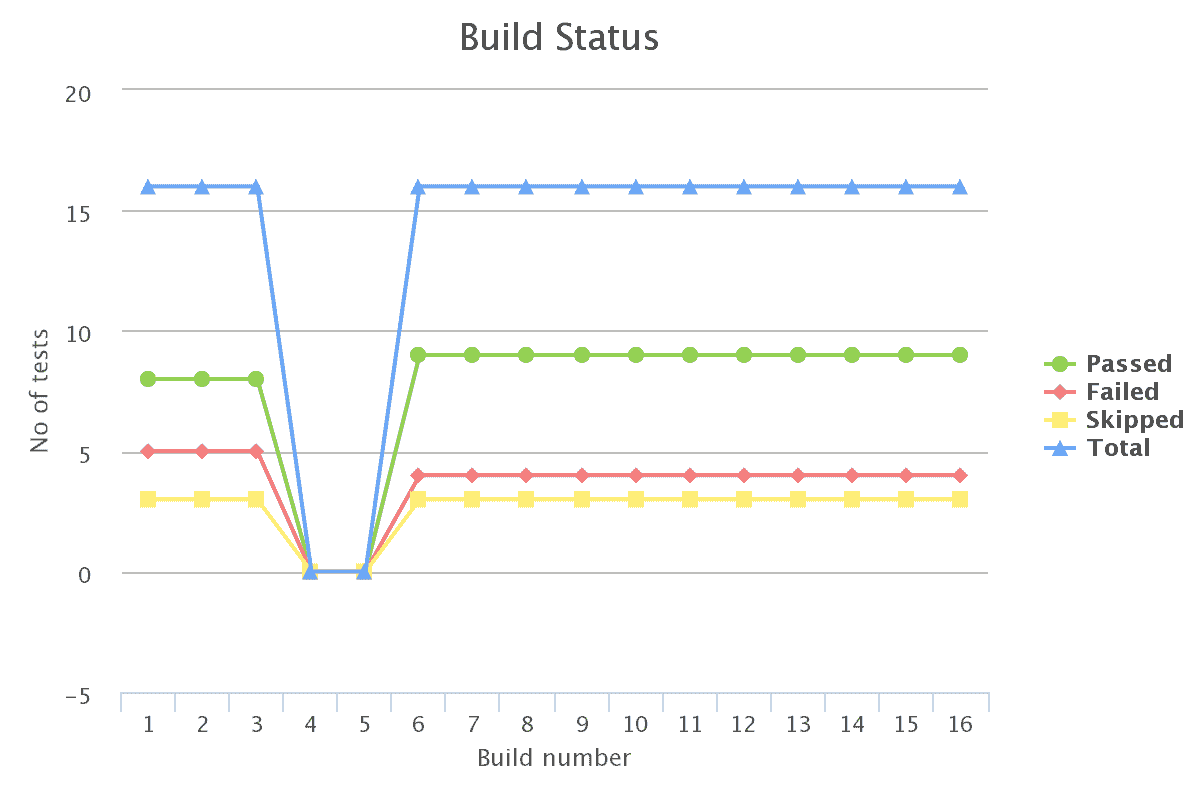 Build Status
20
15
10
5
0
−5
No of tests
1 2 3 4 5 6 7 8 9 10 11 12 13 14 15 16
Build number
Passed
Failed
Skipped
Total